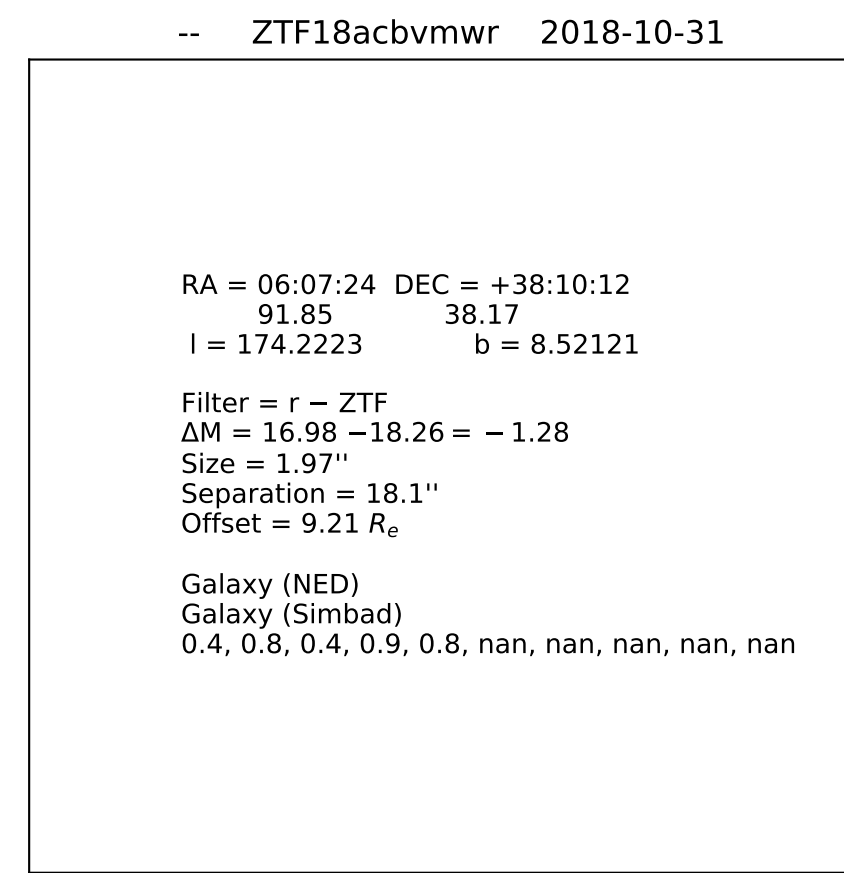 -- ZTF18acbvmwr 2018-10-31
RA = 06:07:24 DEC = +38:10:12
91.85 38.17
l = 174.2223 b = 8.52121
Filter = r − ZTF
ΔM = 16.98 −18.26 = − 1.28
Size = 1.97''
Separation = 18.1''
Offset = 9.21 Re
Galaxy (NED)
Galaxy (Simbad)
0.4, 0.8, 0.4, 0.9, 0.8, nan, nan, nan, nan, nan